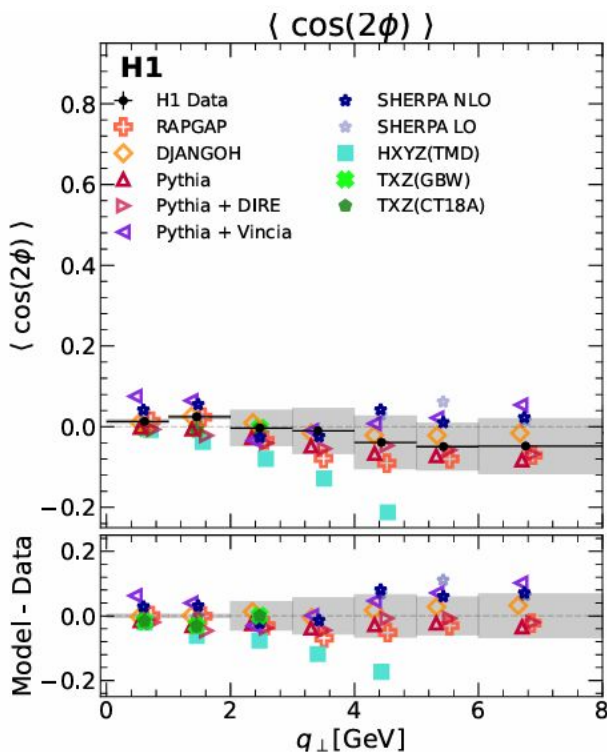 ⟨ cos(2ϕ) ⟩
H1
H1 Data
RAPGAP
DJANGOH
Pythia
Pythia + DIRE
Pythia + Vincia
SHERPA NLO
SHERPA LO
HXYZ(TMD)
TXZ(GBW)
TXZ(CT18A)
⟨ cos(2ϕ) ⟩
0.8
0.6
0.4
0.2
0.0
−0.2
Model - Data
0.2
0.0
−0.2
0 2 4 6 8
q⊥[GeV]